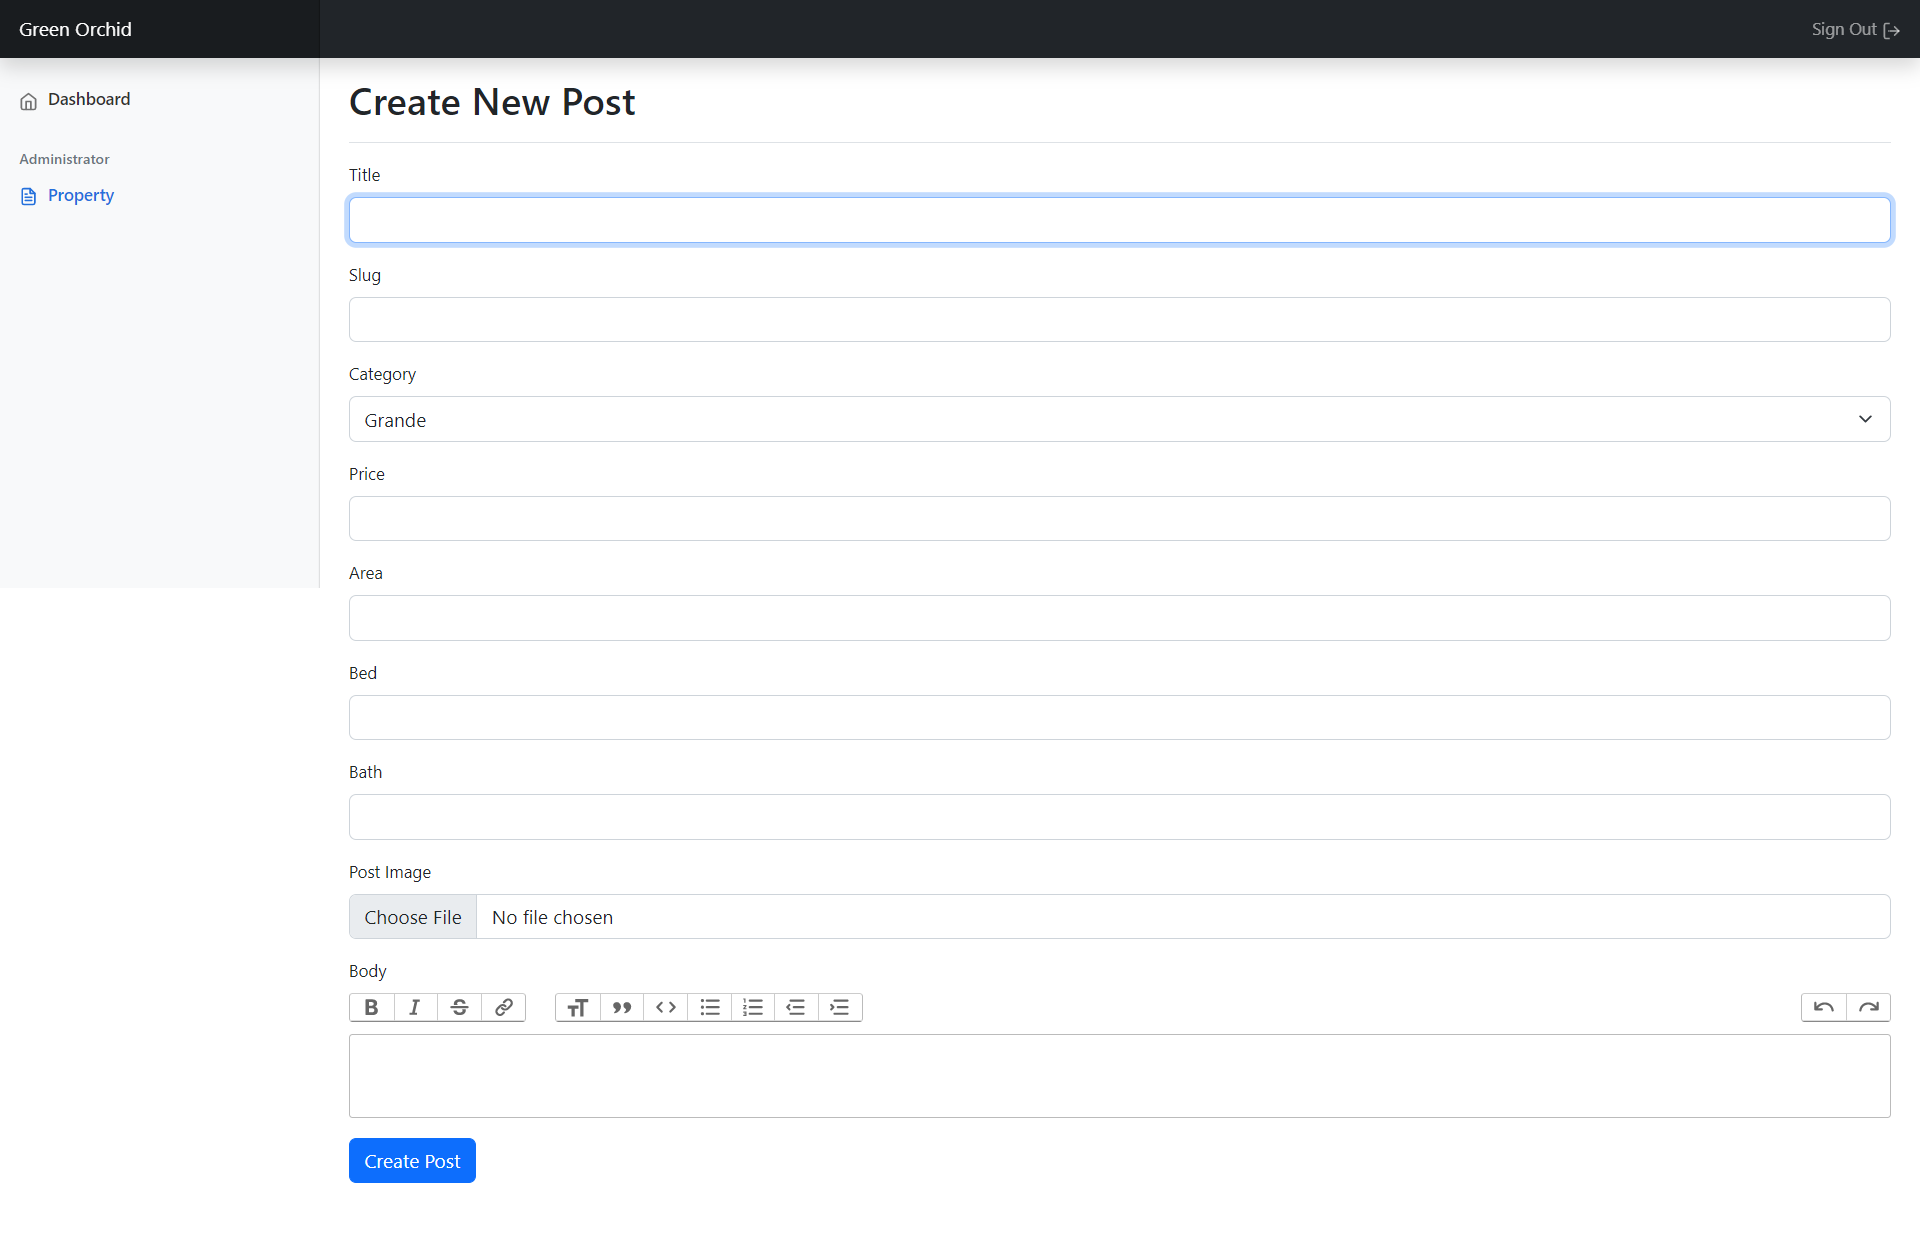 Green Orchid
Sign Out
Dashboard
Administrator
Property
Create New Post
Title
Slug
Category
Grande
Price
Area
Bed
Bath
Post Image
Choose File No file chosen
Body
Create Post